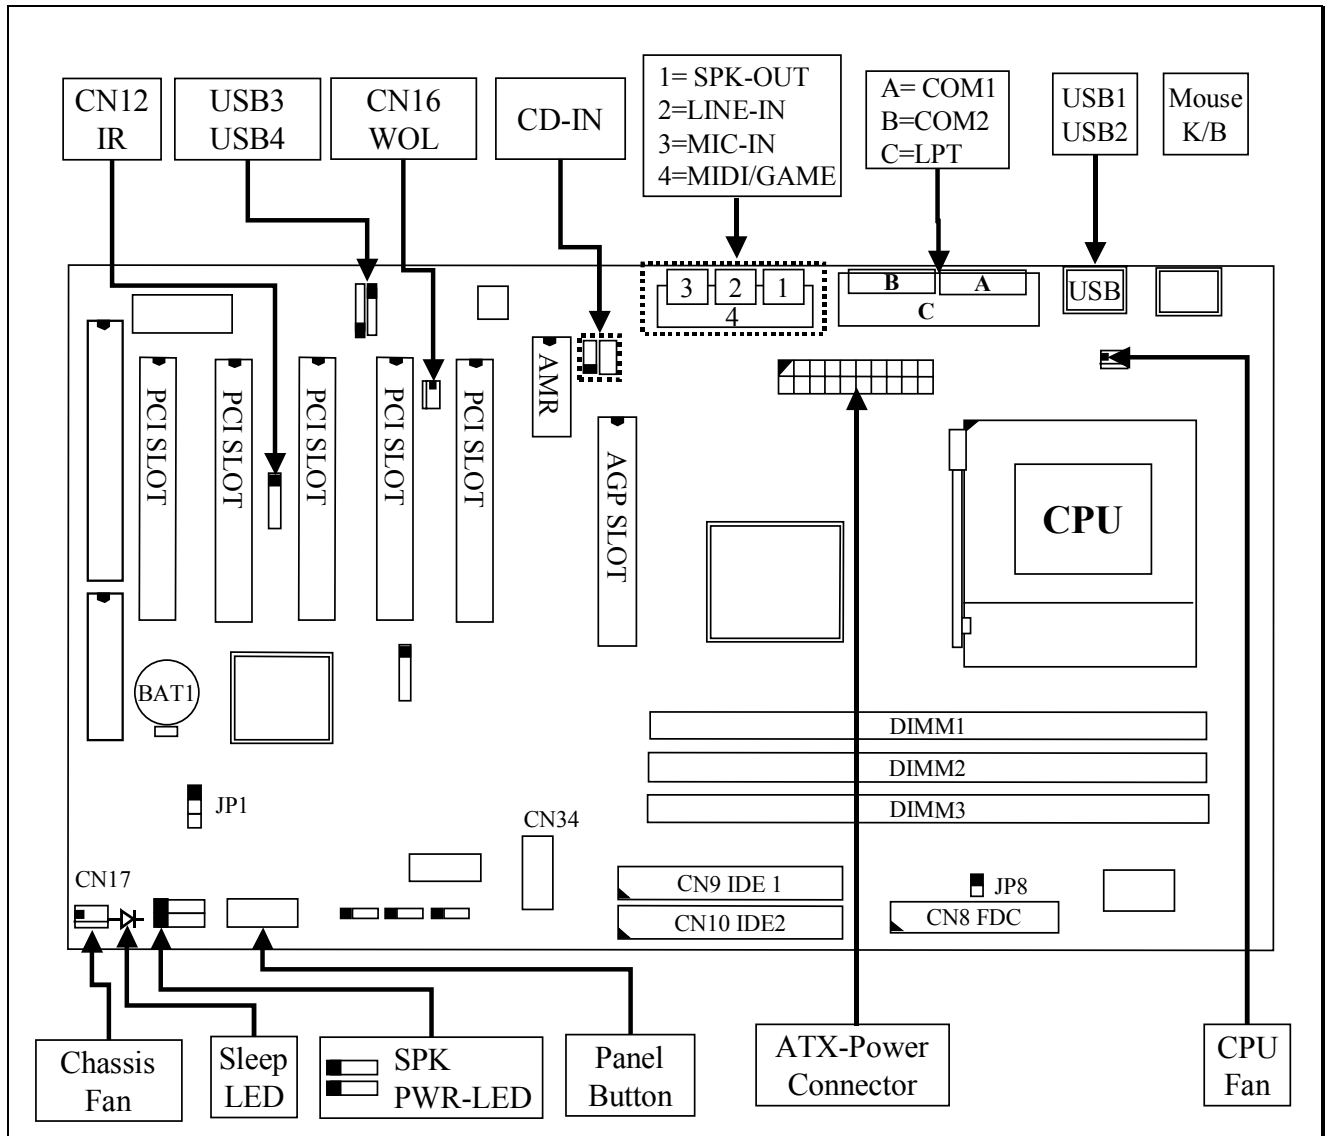 CN12
IR
USB3
USB4
CN16
WOL
CD-IN
1= SPK-OUT
2=LINE-IN
3=MIC-IN
4=MIDI/GAME
A= COM1
B=COM2
C=LPT
USB1
USB2
Mouse
K/B
3
2
1
4
B
A
C
USB
PCI SLOT
PCI SLOT
PCI SLOT
PCI SLOT
PCI SLOT
AMR
AGP SLOT
CPU
BAT1
DIMM1
DIMM2
DIMM3
JP1
CN34
CN17
CN9 IDE 1
CN10 IDE2
JP8
CN8 FDC
Chassis
Fan
Sleep
LED
SPK
PWR-LED
Panel
Button
ATX-Power
Connector
CPU
Fan